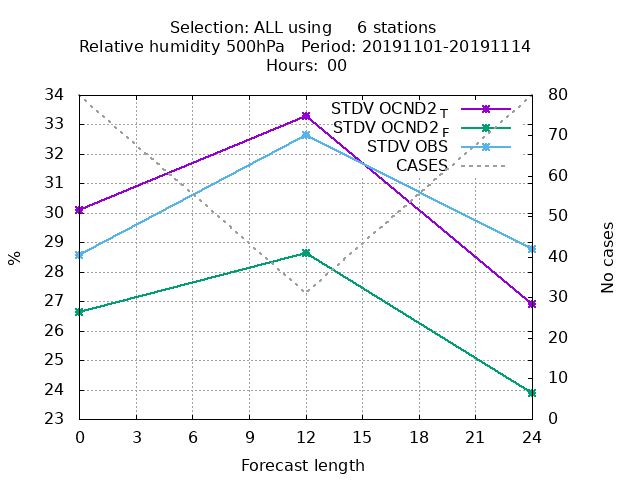 Selection: ALL using     6 stations
Relative humidity 500hPa   Period: 20191101-20191114
Hours: 00
STDV OCND2 T
STDV OCND2 F
STDV OBS
CASES
34
33
32
31
30
29
28
27
26
25
24
23
%
80
70
60
50
40
30
20
10
0
No cases
0 3 6 9 12 15 18 21 24
Forecast length